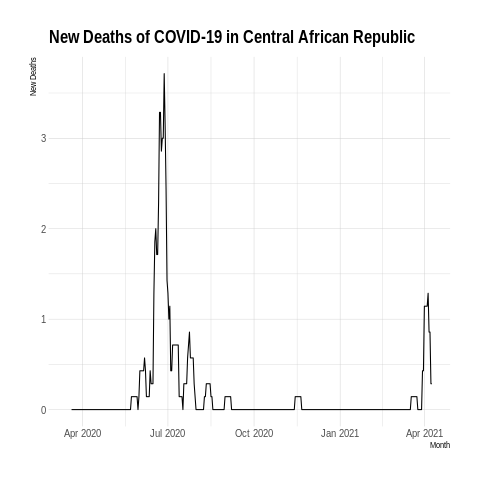 New Deaths of COVID-19 in Central African Republic
New Deaths
3
2
1
0
Apr 2020 Jul 2020 Oct 2020 Jan 2021 Apr 2021
Month